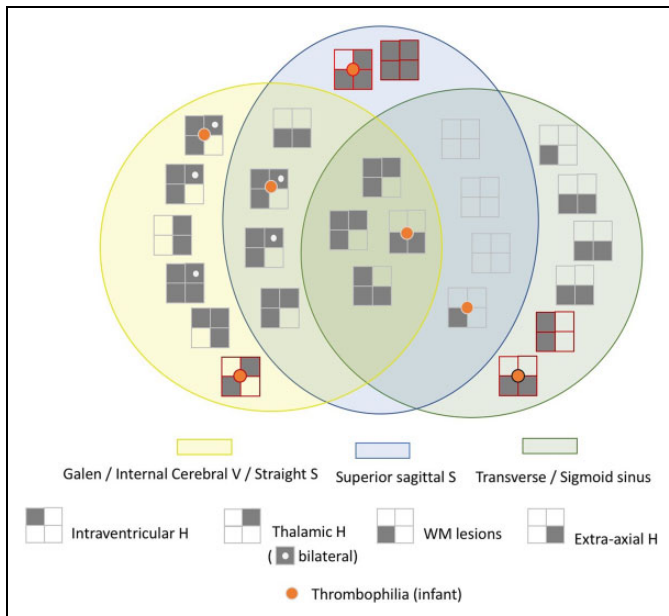 Galen / Internal Cerebral V / Straight S
Superior sagittal S
Transverse / Sigmoid sinus
Intraventricular H
Thalamic H
( bilateral)
WM lesions
Extra-axial H
Thrombophilia (infant)